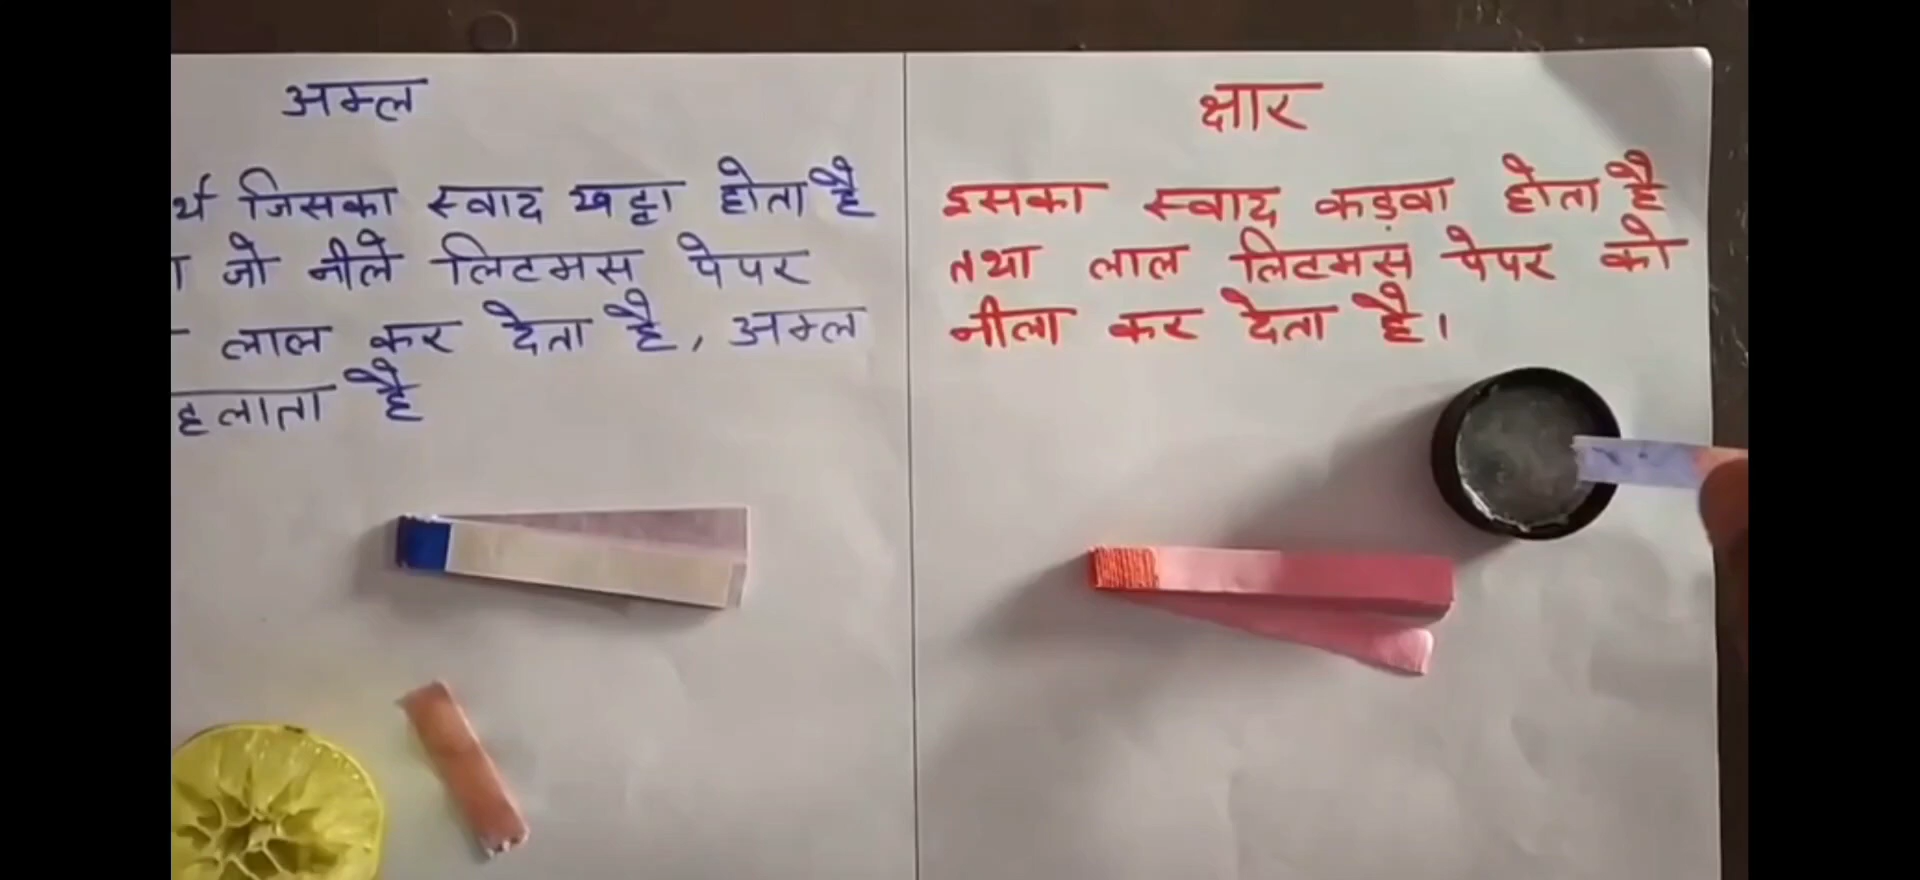 अम्ल
र्थ जिसका स्वाद खट्टा होता है
जो नीले लिटमस पेपर
लाल कर देता है, अम्ल
हलाता है
क्षार
इसका स्वाद कड़वा होता है
तथा लाल लिटमस पेपर को
नीला कर देता है।